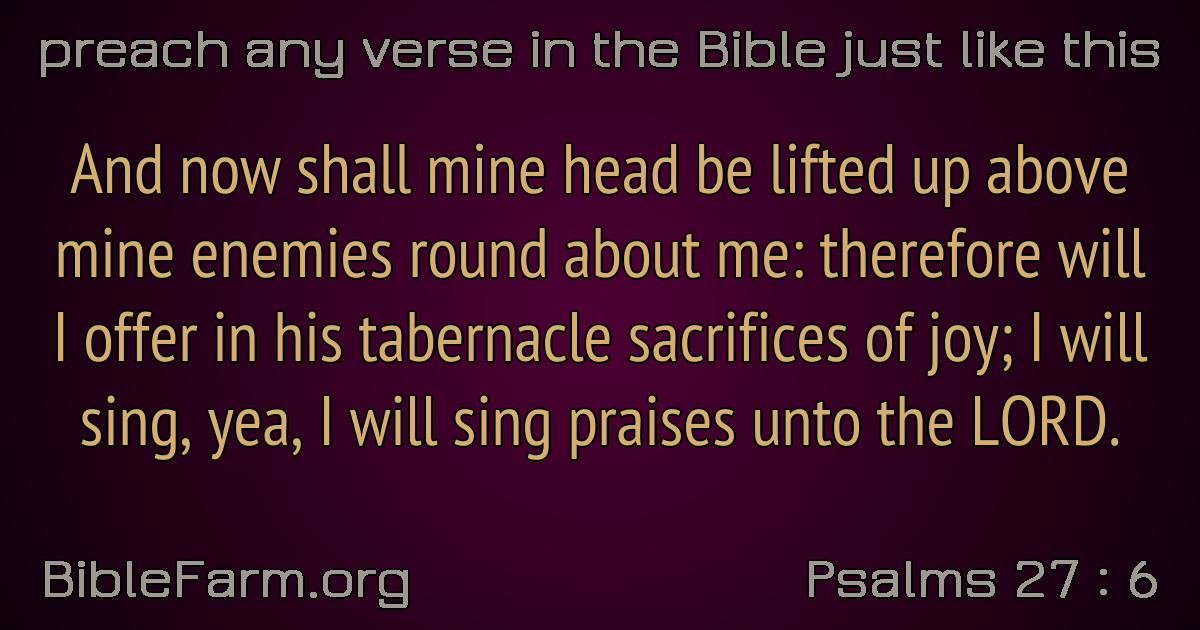 preach any verse in the Bible just like this
And now shall mine head be lifted up above
mine enemies round about me: therefore will
I offer in his tabernacle sacrifices of joy; I will
sing, yea, I will sing praises unto the LORD.
BibleFarm.org
Psalms 27 : 6